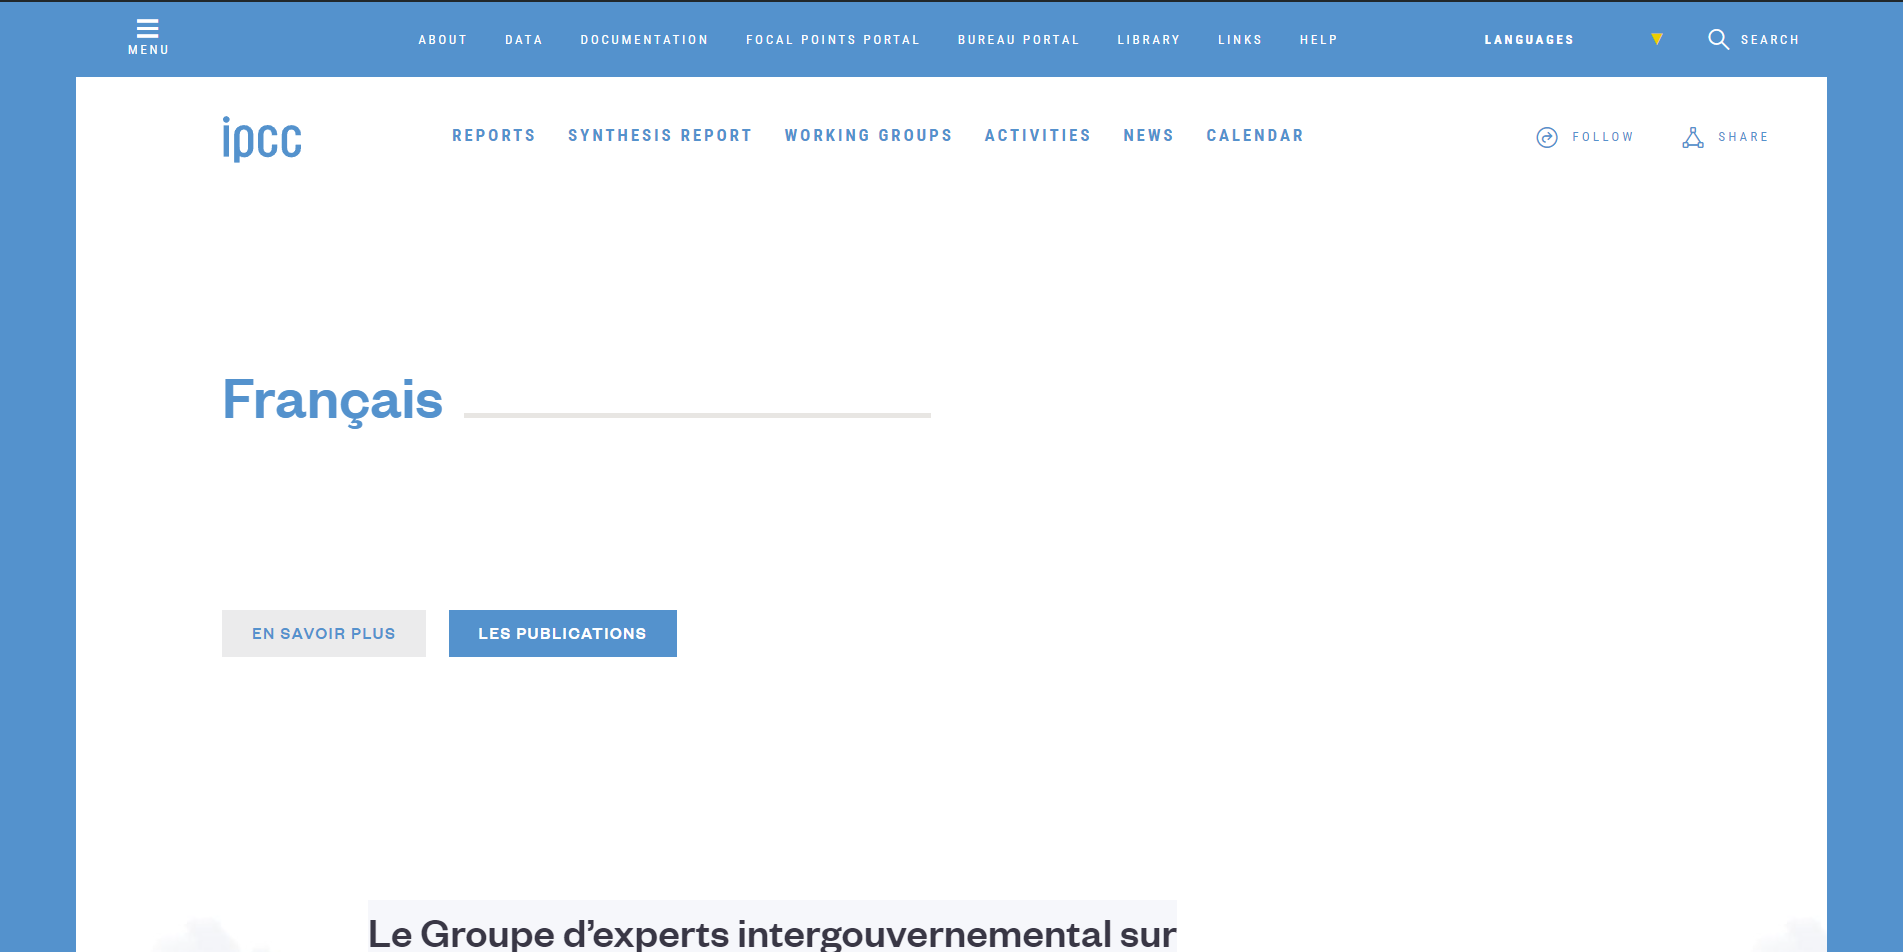 MENU
ABOUT DATA DOCUMENTATION FOCAL POINTS PORTAL BUREAU PORTAL LIBRARY LINKS HELP LANGUAGES SEARCH
ipcc REPORTS SYNTHESIS REPORT WORKING GROUPS ACTIVITIES NEWS CALENDAR FOLLOW SHARE
Français
EN SAVOIR PLUS LES PUBLICATIONS
Le Groupe d’experts intergouvernemental sur